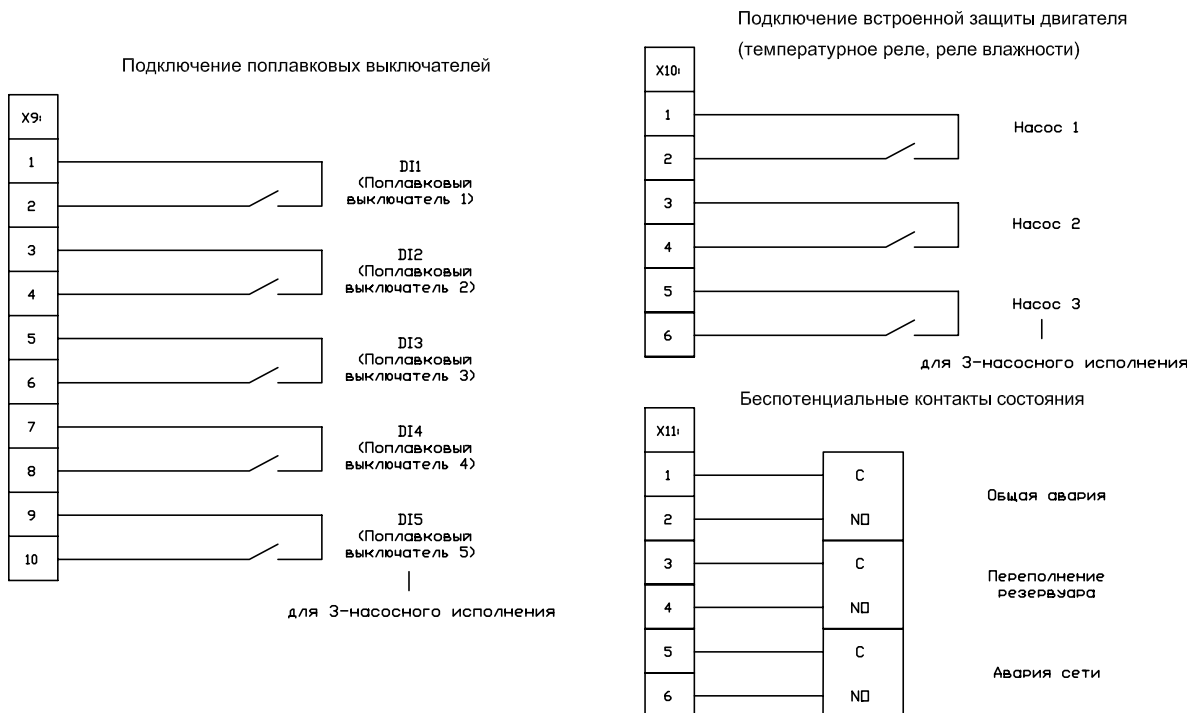 Подключение поплавковых выключателей
X9:
1
2
3
4
5
6
7
8
9
10
DI1
(Поплавковый
выключатель 1)
DI2
(Поплавковый
выключатель 2)
DI3
(Поплавковый
выключатель 3)
DI4
(Поплавковый
выключатель 4)
DI5
(Поплавковый
выключатель 5)
для 3-насосного исполнения
Подключение встроенной защиты двигателя
(температурное реле, реле влажности)
X10:
1
2
3
4
5
6
Насос 1
Насос 2
Насос 3
для 3-насосного исполнения
Беспотенциальные контакты состояния
X11:
1
2
3
4
5
6
C
NO
C
NO
C
NO
Общая авария
Переполнение
резервуара
Авария сети